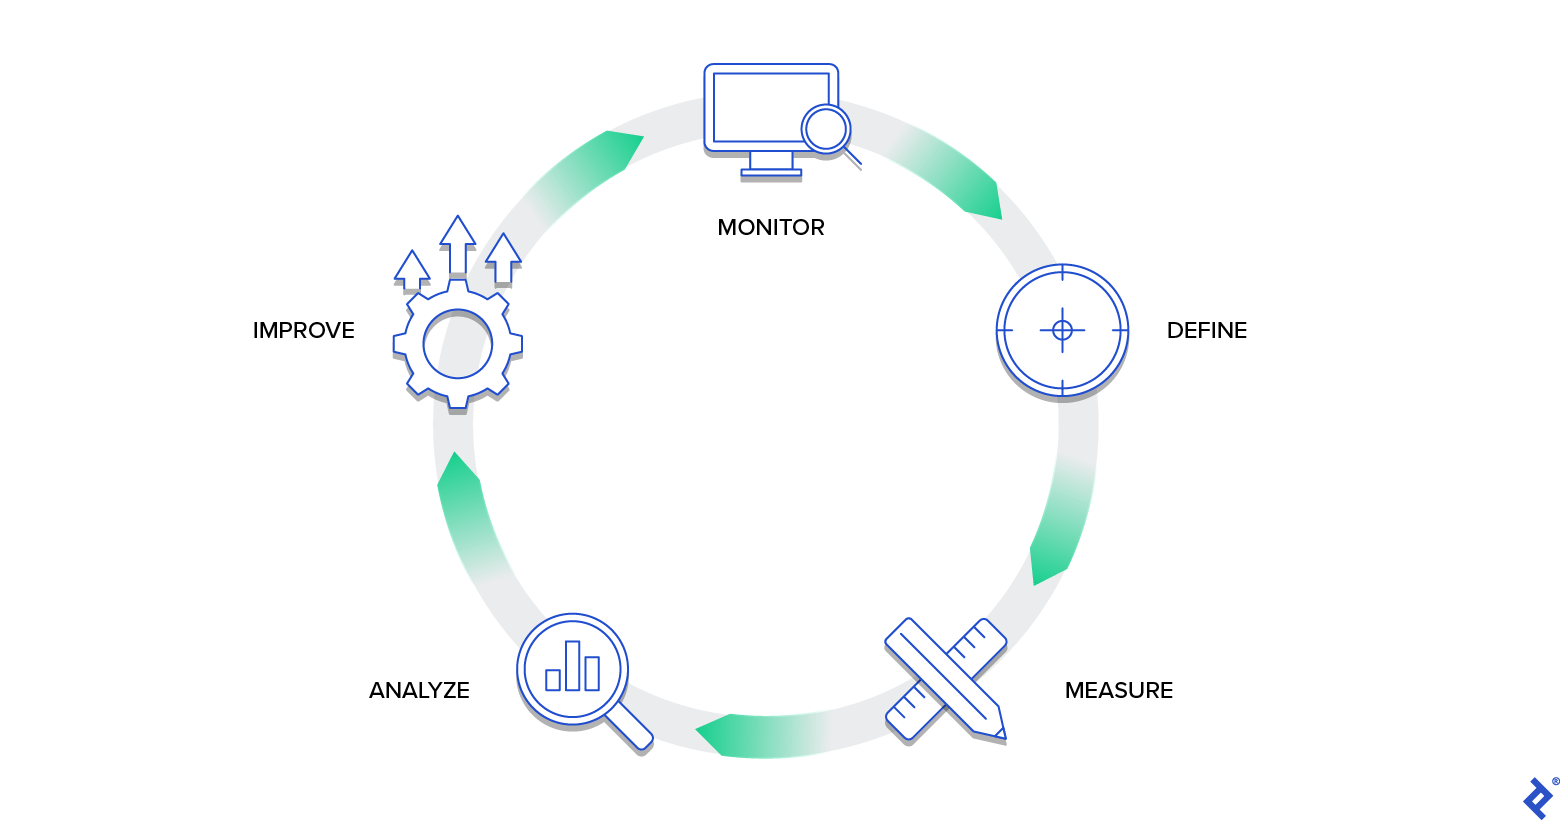 MONITOR
IMPROVE
DEFINE
ANALYZE
MEASURE
®